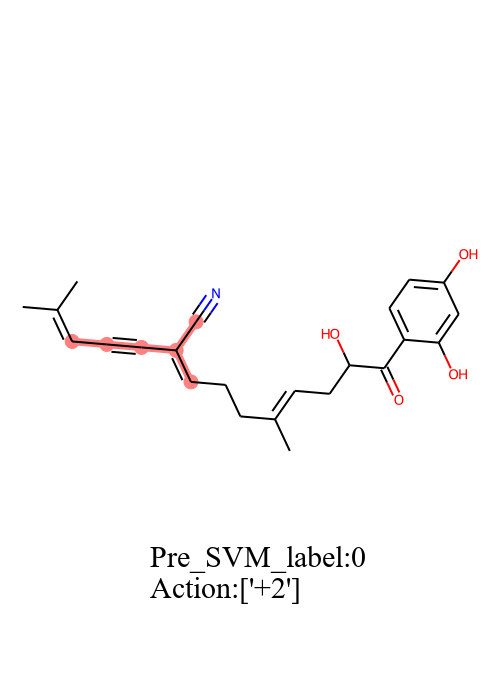 OH
N
HO
OH
O
Pre_SVM_label:0
Action:['+2']